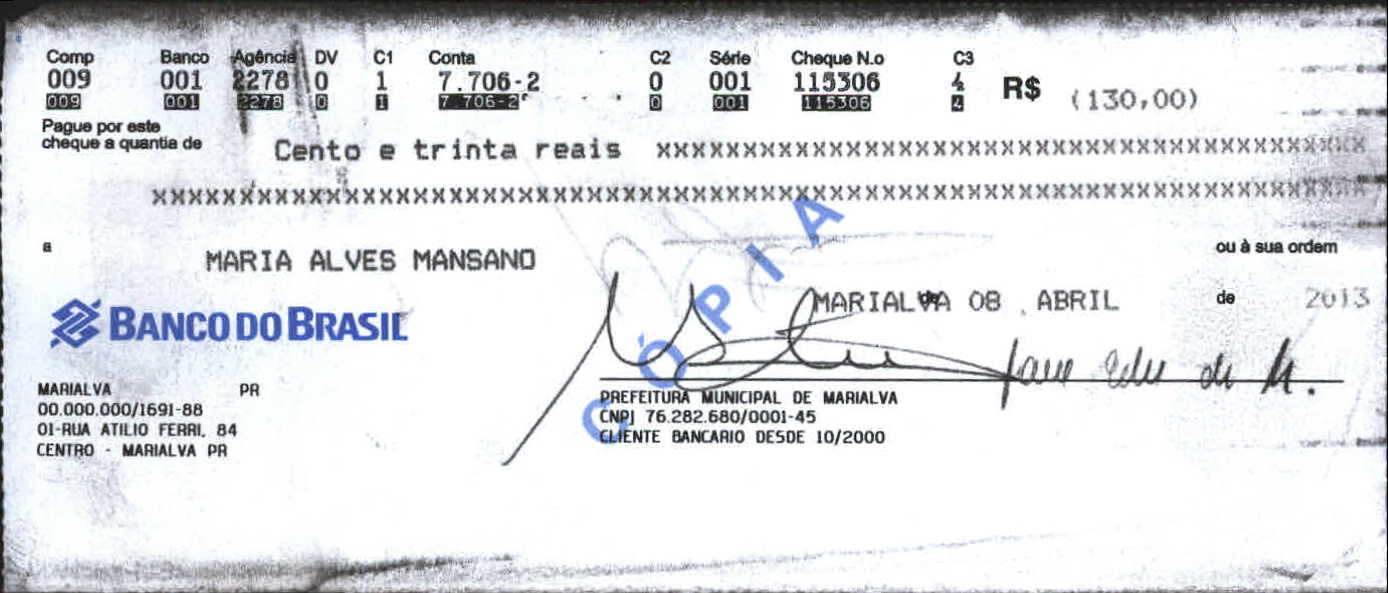 Comp Banco Agência DV C1 Conta C2 Série Cheque N.o C3
009 001 2278 0 1 7.706-2 0 001 115306 4 R$ (130,00)
009 001 2278 0 1 7.706-2 0 001 115306 4
Pague por este
cheque a quantia de Cento e trinta reais xxxxxxxxxxxxxxxxxxxxxxxxxxxxxxxxxxxxxxxxx
xxxxxxxxxxxxxxxxxxxxxxxxxxxxxxxxxxxxxxxxxxxxxxxxxxxxxxxxxxxxxxxxxxxxxx
a MARIA ALVES MANSANO ou à sua ordem
MARIALVA 08 , ABRIL de 2013
BANCO DO BRASIL
CÓPIA
MARIALVA PR
00.000.000/1691-88
01-RUA ATILIO FERRI, 84
CENTRO - MARIALVA PR
PREFEITURA MUNICIPAL DE MARIALVA
CNPJ 76.282.680/0001-45
CLIENTE BANCARIO DESDE 10/2000